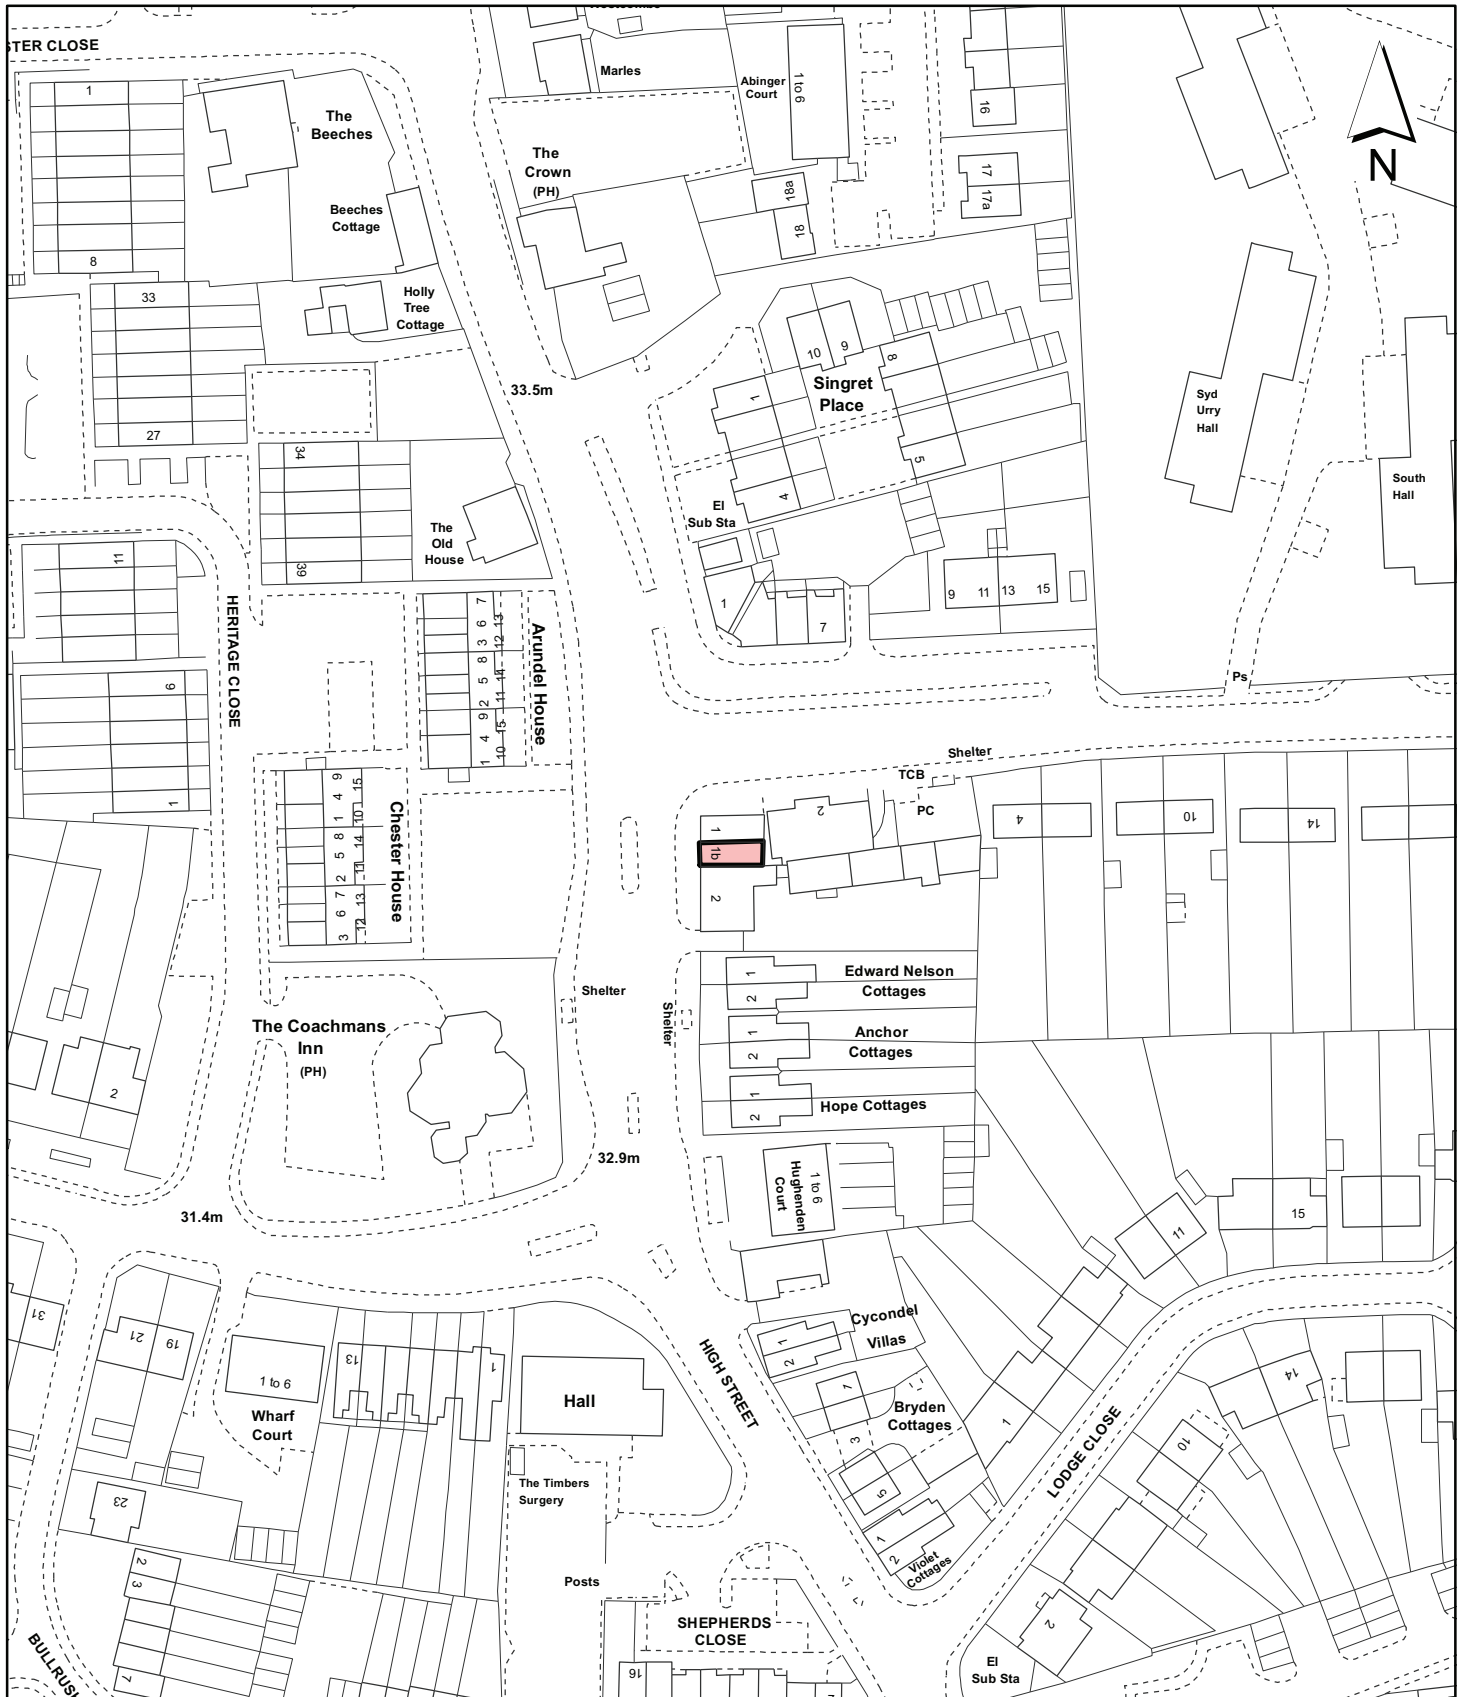 STER CLOSE
1
The
Beeches
Beeches
Cottage
8
33
Holly
Tree
Cottage
27
34
39
The
Old
House
Marles
Abinger
Court
1 to 6
The
Crown
(PH)
18a
18
16
17
17a
N
33.5m
10
9
8
Singret
Place
1
4
5
El
Sub Sta
1
7
9
11
13
15
Syd
Urry
Hall
South
Hall
Ps
11
HERITAGE CLOSE
6
1
7
6 13
3 12
8
5 14
2 11
9
4 15
1 10
Arundel House
9 15
4
1 10
8 14
5
2 11
7 13
6
3 12
Chester House
Shelter
TCB
PC
1
1b
2
2
4
10
14
Edward Nelson
Cottages
1
2
Anchor
Cottages
1
2
Hope Cottages
1
2
Shelter
Shelter
The Coachmans
Inn
(PH)
2
32.9m
31.4m
1 to 6
Hughenden
Court
11
15
Cycondel
Villas
1
2
HIGH STREET
Bryden
Cottages
1
3
5
1
2
Violet
Cottages
1
LODGE CLOSE
14
10
2
El
Sub Sta
31
21
19
1 to 6
Wharf
Court
13
1
Hall
The Timbers
Surgery
23
2
3
7
Posts
SHEPHERDS
CLOSE
16